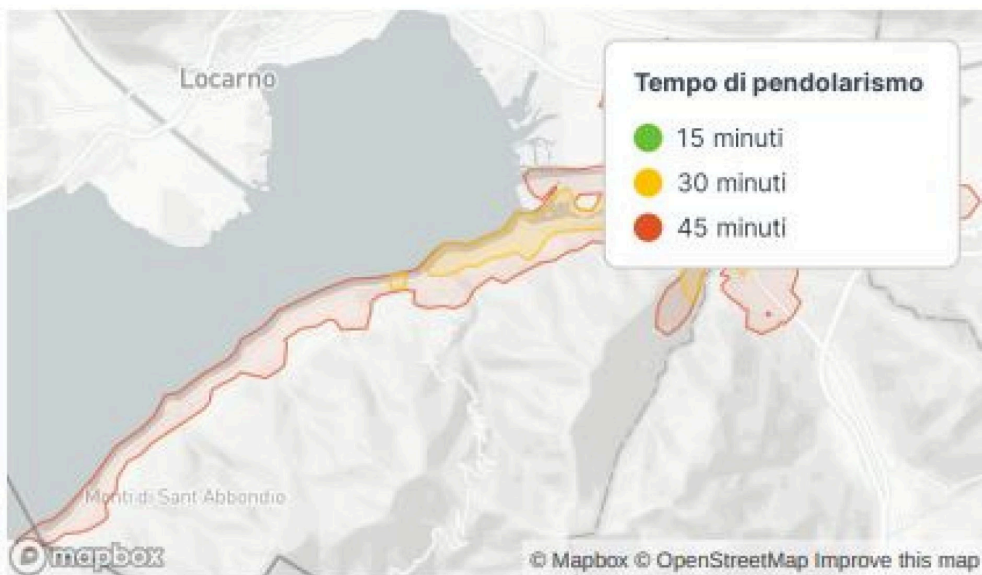 Locarno
Tempo di pendolarismo
15 minuti
30 minuti
45 minuti
Monti di Sant'Abbondio
mapbox
© Mapbox © OpenStreetMap Improve this map